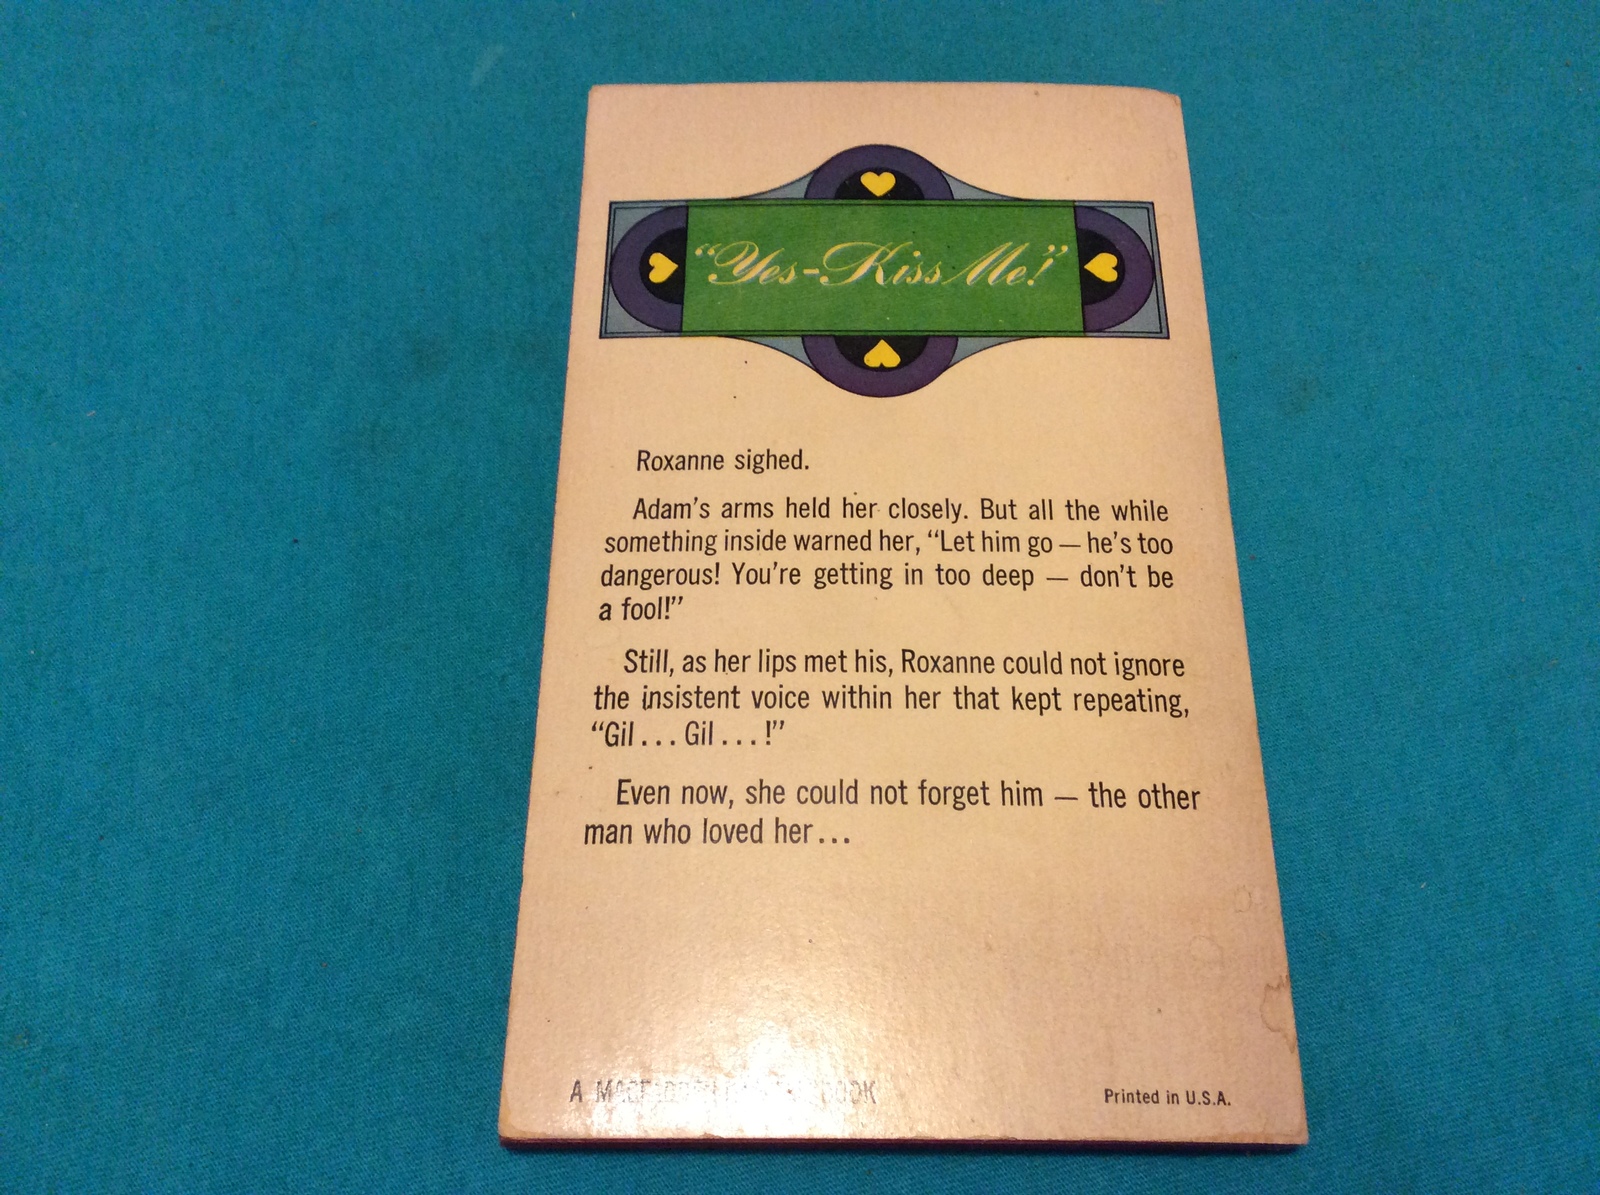 “Yes-Kiss Me!”
Roxanne sighed.
Adam's arms held her closely. But all the while
something inside warned her, “Let him go — he's too
dangerous! You're getting in too deep — don't be
a fool!”
Still, as her lips met his, Roxanne could not ignore
the insistent voice within her that kept repeating,
“Gil ... Gil ... !”
Even now, she could not forget him — the other
man who loved her ...
A BOOK
Printed in U.S.A.